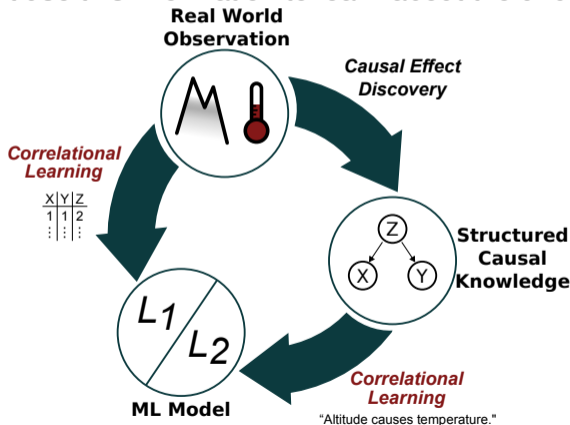 Real World
Observation
Causal Effect
Discovery
Correlational
Learning
X Y Z
1 1 2
⋮ ⋮ ⋮
Z
X Y
Structured
Causal
Knowledge
L1
L2
ML Model
Correlational
Learning
“Altitude causes temperature."